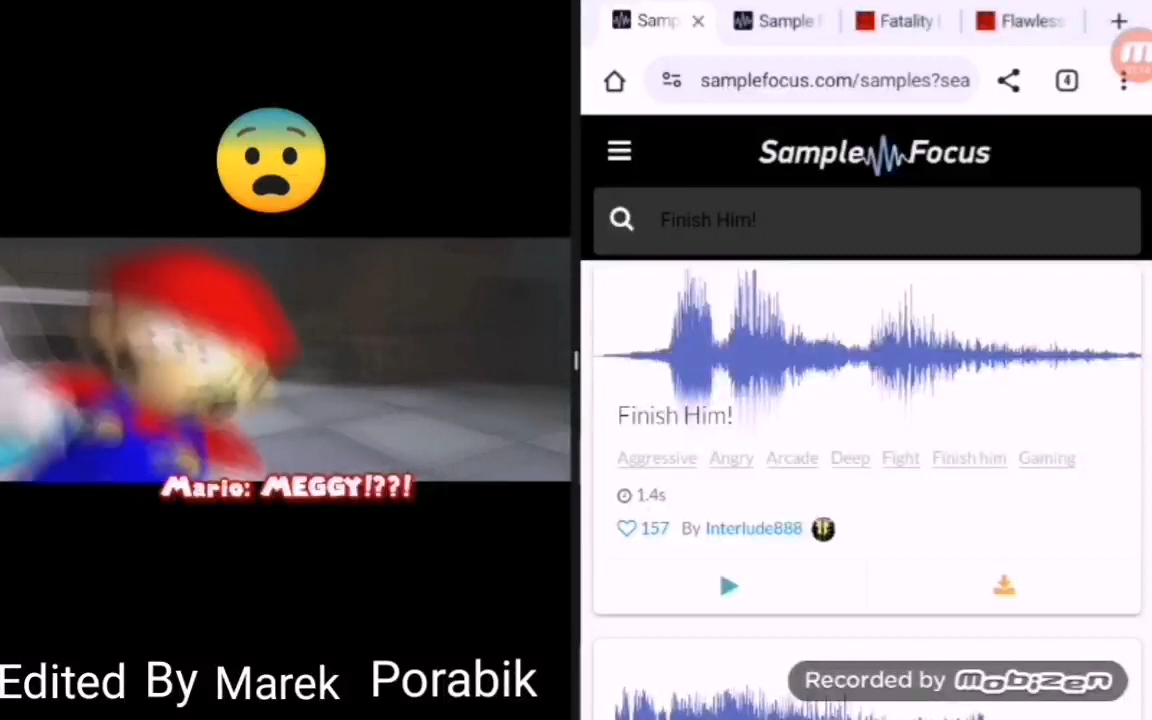 Mario: MEGGY!??!
Edited By Marek Porabik
Samp
Sample
Fatality
Flawless
samplefocus.com/samples?sea
4
Sample Focus
Finish Him!
Finish Him!
Aggressive Angry Arcade Deep Fight Finish him Gaming
1.4s
157 By Interlude888
Recorded by mobizen